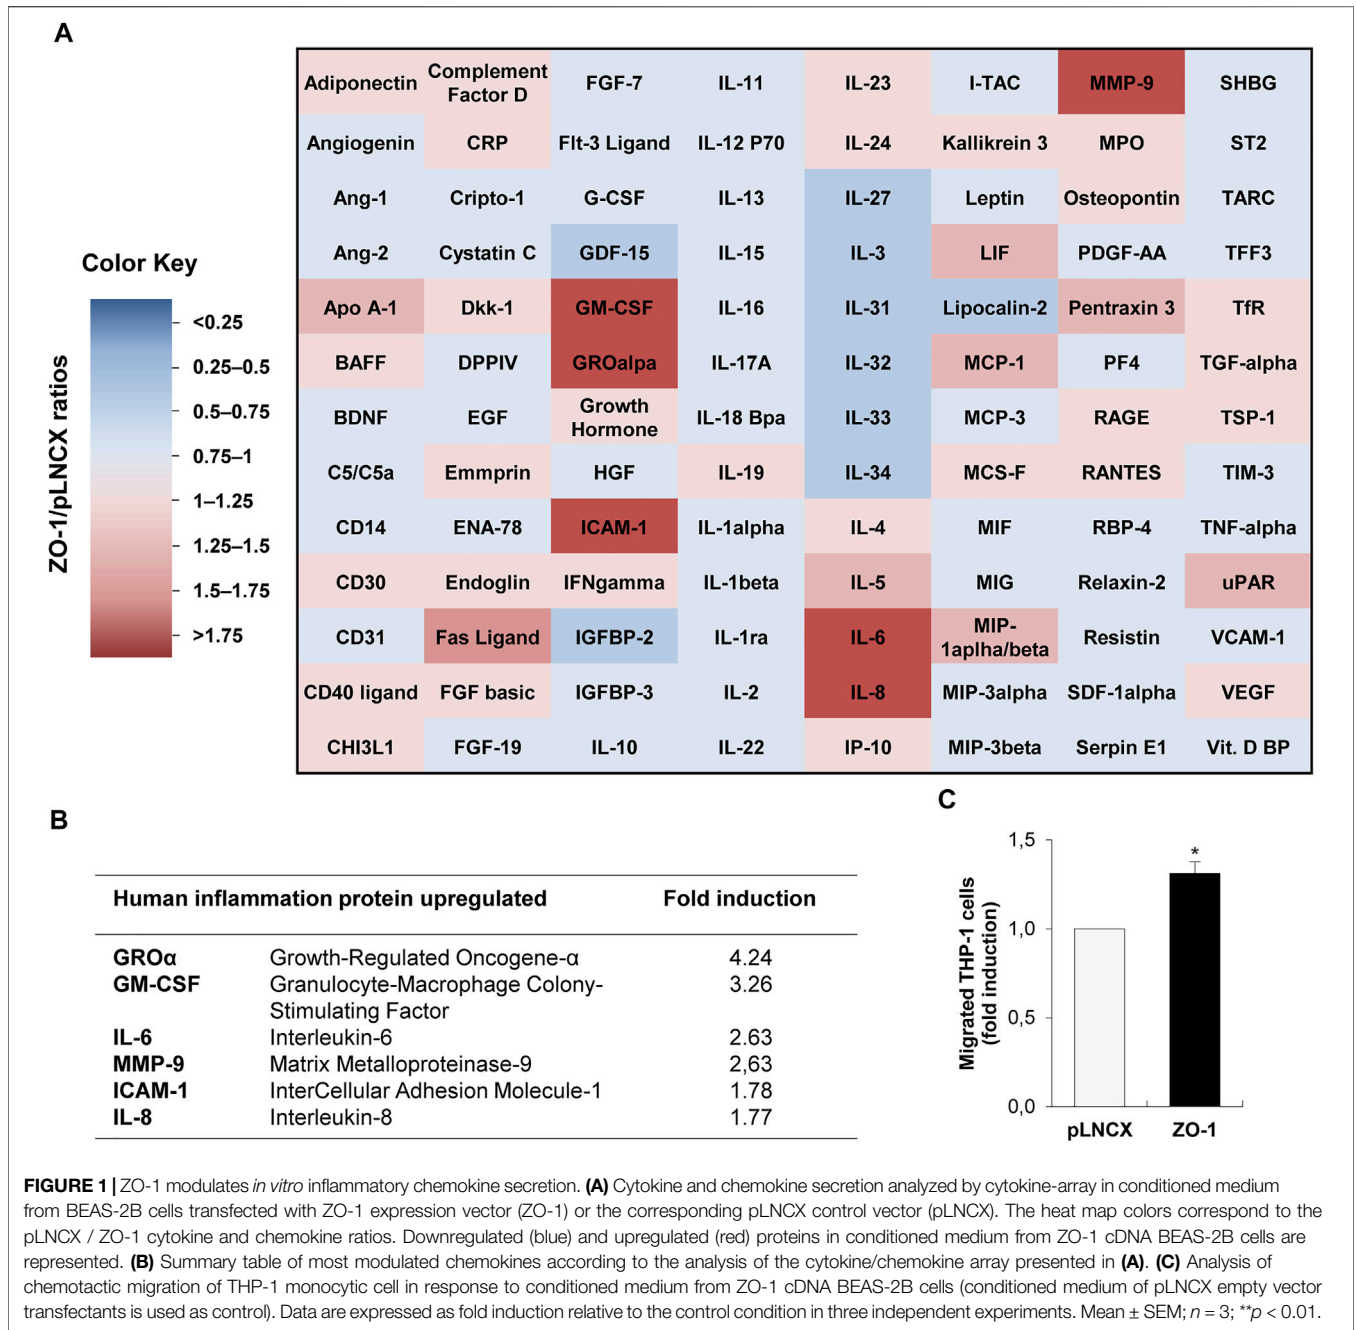 A
Adiponectin Complement Factor D FGF-7 IL-11 IL-23 I-TAC MMP-9 SHBG
Angiogenin CRP Flt-3 Ligand IL-12 P70 IL-24 Kallikrein 3 MPO ST2
Ang-1 Cripto-1 G-CSF IL-13 IL-27 Leptin Osteopontin TARC
Ang-2 Cystatin C GDF-15 IL-15 IL-3 LIF PDGF-AA TFF3
Apo A-1 Dkk-1 GM-CSF IL-16 IL-31 Lipocalin-2 Pentraxin 3 TfR
BAFF DPPIV GROalpa IL-17A IL-32 MCP-1 PF4 TGF-alpha
BDNF EGF Growth Hormone IL-18 Bpa IL-33 MCP-3 RAGE TSP-1
C5/C5a Emmprin HGF IL-19 IL-34 MCS-F RANTES TIM-3
CD14 ENA-78 ICAM-1 IL-1alpha IL-4 MIF RBP-4 TNF-alpha
CD30 Endoglin IFNgamma IL-1beta IL-5 MIG Relaxin-2 uPAR
CD31 Fas Ligand IGFBP-2 IL-1ra IL-6 MIP-1aplha/beta Resistin VCAM-1
CD40 ligand FGF basic IGFBP-3 IL-2 IL-8 MIP-3alpha SDF-1alpha VEGF
CHI3L1 FGF-19 IL-10 IL-22 IP-10 MIP-3beta Serpin E1 Vit. D BP
Color Key
ZO-1/pLNCX ratios
<0.25
0.25–0.5
0.5–0.75
0.75–1
1–1.25
1.25–1.5
1.5–1.75
>1.75
B
Human inflammation protein upregulated Fold induction
GROα Growth-Regulated Oncogene-α 4.24
GM-CSF Granulocyte-Macrophage Colony- 3.26
Stimulating Factor
IL-6 Interleukin-6 2.63
MMP-9 Matrix Metalloproteinase-9 2,63
ICAM-1 InterCellular Adhesion Molecule-1 1.78
IL-8 Interleukin-8 1.77
C
Migrated THP-1 cells
(fold induction)
1,5
1,0
0,5
0,0
*
pLNCX ZO-1
FIGURE 1 | ZO-1 modulates in vitro inflammatory chemokine secretion. (A) Cytokine and chemokine secretion analyzed by cytokine-array in conditioned medium
from BEAS-2B cells transfected with ZO-1 expression vector (ZO-1) or the corresponding pLNCX control vector (pLNCX). The heat map colors correspond to the
pLNCX / ZO-1 cytokine and chemokine ratios. Downregulated (blue) and upregulated (red) proteins in conditioned medium from ZO-1 cDNA BEAS-2B cells are
represented. (B) Summary table of most modulated chemokines according to the analysis of the cytokine/chemokine array presented in (A). (C) Analysis of
chemotactic migration of THP-1 monocytic cell in response to conditioned medium from ZO-1 cDNA BEAS-2B cells (conditioned medium of pLNCX empty vector
transfectants is used as control). Data are expressed as fold induction relative to the control condition in three independent experiments. Mean ± SEM; n = 3; **p < 0.01.